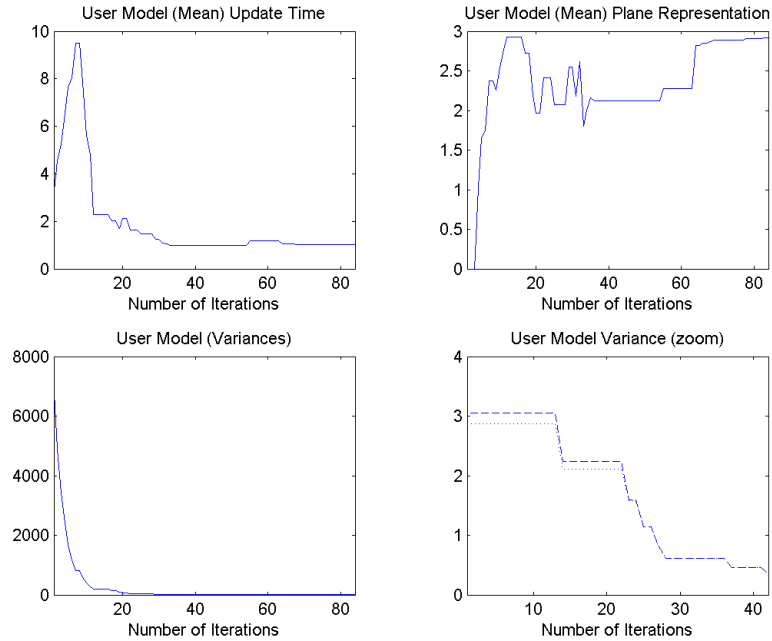 User Model (Mean) Update Time
10
8
6
4
2
0
20 40 60 80
Number of Iterations
User Model (Mean) Plane Representation
3
2.5
2
1.5
1
0.5
0
20 40 60 80
Number of Iterations
User Model (Variances)
8000
6000
4000
2000
0
20 40 60 80
Number of Iterations
User Model Variance (zoom)
4
3
2
1
0
10 20 30 40
Number of Iterations